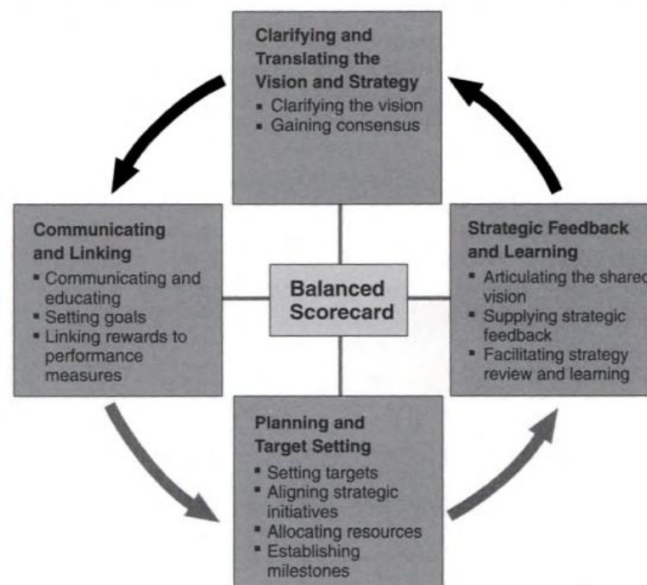 Clarifying and
Translating the
Vision and Strategy
▪ Clarifying the vision
▪ Gaining consensus
Communicating
and Linking
▪ Communicating and
educating
▪ Setting goals
▪ Linking rewards to
performance
measures
Balanced
Scorecard
Strategic Feedback
and Learning
▪ Articulating the shared
vision
▪ Supplying strategic
feedback
▪ Facilitating strategy
review and learning
Planning and
Target Setting
▪ Setting targets
▪ Aligning strategic
initiatives
▪ Allocating resources
▪ Establishing
milestones